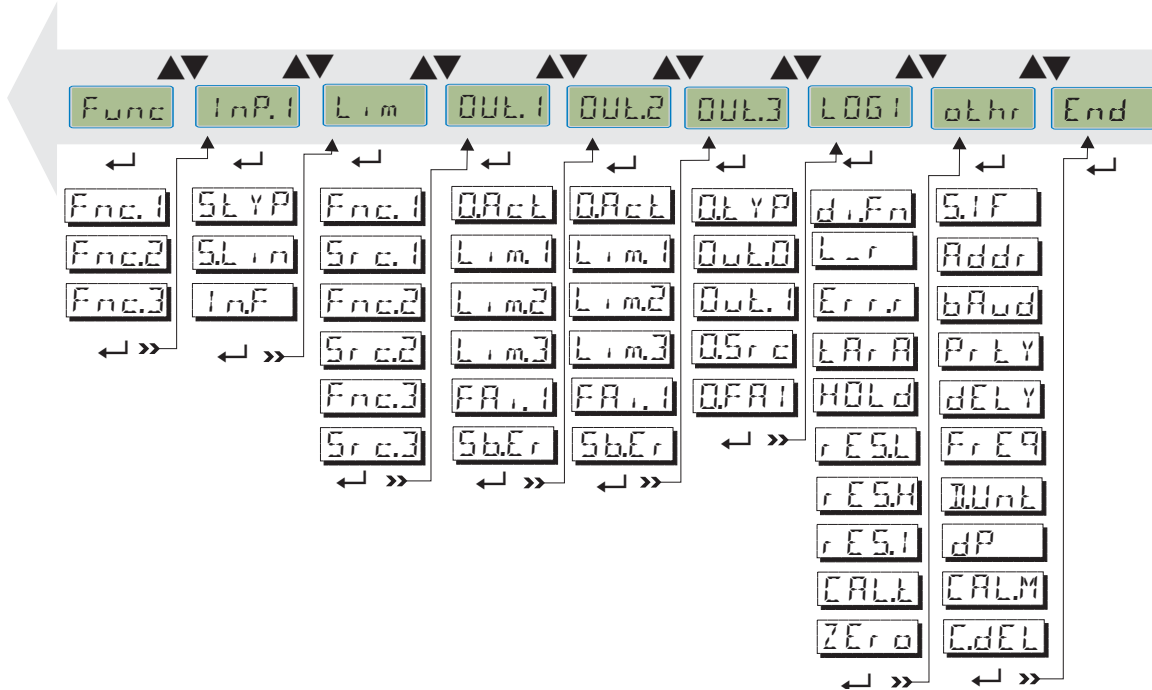 Func InP.1 Lim OUt.1 OUt.2 OUt.3 LOGI othr End
Fnc.1
Fnc.2
Fnc.3
S.tYP
S.Lin
In.F
Fnc.1
Src.1
Fnc.2
Src.2
Fnc.3
Src.3
O.Act
Lim.1
Lim.2
Lim.3
FAi.1
Sb.Er
O.Act
Lim.1
Lim.2
Lim.3
FAi.1
Sb.Er
O.tYP
Out.0
Out.1
O.Src
O.FAI
di.Fn
L_r
Err.r
tArA
HOLd
rES.L
rES.H
rES.I
CAL.t
ZEro
S.IF
Addr
bAud
PrtY
dELY
FrEq
D.Unt
dP
CAL.M
C.dEL